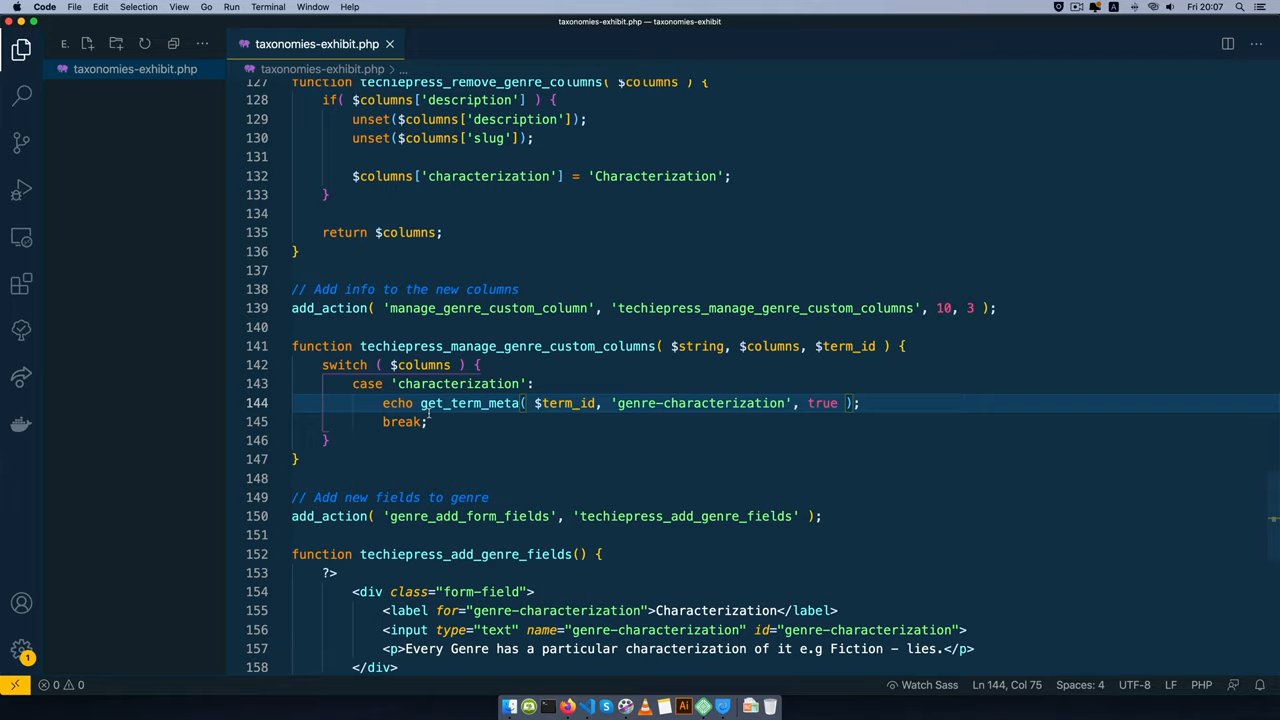 Code File Edit Selection View Go Run Terminal Window Help Fri 20:07
taxonomies-exhibit.php — taxonomies-exhibit
E. taxonomies-exhibit.php
taxonomies-exhibit.php taxonomies-exhibit.php > ...
127 function techiepress_remove_genre_columns( $columns ) {
128 if( $columns['description'] ) {
129 unset($columns['description']);
130 unset($columns['slug']);
131
132 $columns['characterization'] = 'Characterization';
133 }
134
135 return $columns;
136 }
137
138 // Add info to the new columns
139 add_action( 'manage_genre_custom_column', 'techiepress_manage_genre_custom_columns', 10, 3 );
140
141 function techiepress_manage_genre_custom_columns( $string, $columns, $term_id ) {
142 switch ( $columns ) {
143 case 'characterization':
144 echo get_term_meta( $term_id, 'genre-characterization', true );
145 break;
146 }
147 }
148
149 // Add new fields to genre
150 add_action( 'genre_add_form_fields', 'techiepress_add_genre_fields' );
151
152 function techiepress_add_genre_fields() {
153 ?>
154 <div class="form-field">
155 <label for="genre-characterization">Characterization</label>
156 <input type="text" name="genre-characterization" id="genre-characterization">
157 <p>Every Genre has a particular characterization of it e.g Fiction - lies.</p>
158 </div>
1
0 0 Watch Sass Ln 144, Col 75 Spaces: 4 UTF-8 LF PHP
Ai